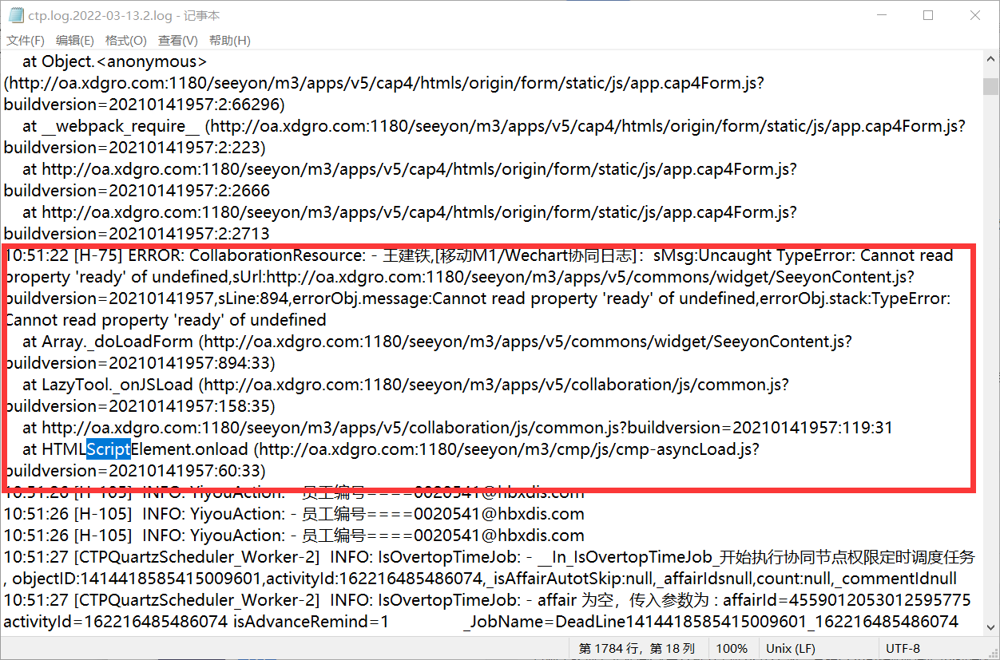 ctp.log.2022-03-13.2.log - 记事本
文件(F) 编辑(E) 格式(O) 查看(V) 帮助(H)
at Object.<anonymous>
(http://oa.xdgro.com:1180/seeyon/m3/apps/v5/cap4/htmls/origin/form/static/js/app.cap4Form.js?
buildversion=20210141957:2:66296)
at __webpack_require__ (http://oa.xdgro.com:1180/seeyon/m3/apps/v5/cap4/htmls/origin/form/static/js/app.cap4Form.js?
buildversion=20210141957:2:223)
at http://oa.xdgro.com:1180/seeyon/m3/apps/v5/cap4/htmls/origin/form/static/js/app.cap4Form.js?
buildversion=20210141957:2:2666
at http://oa.xdgro.com:1180/seeyon/m3/apps/v5/cap4/htmls/origin/form/static/js/app.cap4Form.js?
buildversion=20210141957:2:2713
10:51:22 [H-75] ERROR: CollaborationResource: - 王建铁,[移动M1/Wechart协同日志]：sMsg:Uncaught TypeError: Cannot read
property 'ready' of undefined,sUrl:http://oa.xdgro.com:1180/seeyon/m3/apps/v5/commons/widget/SeeyonContent.js?
buildversion=20210141957,sLine:894,errorObj.message:Cannot read property 'ready' of undefined,errorObj.stack:TypeError:
Cannot read property 'ready' of undefined
at Array._doLoadForm (http://oa.xdgro.com:1180/seeyon/m3/apps/v5/commons/widget/SeeyonContent.js?
buildversion=20210141957:894:33)
at LazyTool._onJSLoad (http://oa.xdgro.com:1180/seeyon/m3/apps/v5/collaboration/js/common.js?
buildversion=20210141957:158:35)
at http://oa.xdgro.com:1180/seeyon/m3/apps/v5/collaboration/js/common.js?buildversion=20210141957:119:31
at HTMLScriptElement.onload (http://oa.xdgro.com:1180/seeyon/m3/cmp/js/cmp-asyncLoad.js?
buildversion=20210141957:60:33)
10:51:26 [H-105] INFO: YiyouAction: - 员工编号====0020541@hbxdis.com
10:51:26 [H-105] INFO: YiyouAction: - 员工编号====0020541@hbxdis.com
10:51:26 [H-105] INFO: YiyouAction: - 员工编号====0020541@hbxdis.com
10:51:27 [CTPQuartzScheduler_Worker-2] INFO: IsOvertopTimeJob: - __In_IsOvertopTimeJob_开始执行协同节点权限定时调度任务
, objectID:1414418585415009601,activityId:162216485486074,_isAffairAutotSkip:null,_affairIdsnull,count:null,_commentIdnull
10:51:27 [CTPQuartzScheduler_Worker-2] INFO: IsOvertopTimeJob: - affair 为空，传入参数为 : affairId=4559012053012595775
activityId=162216485486074 isAdvanceRemind=1 _JobName=DeadLine1414418585415009601_162216485486074
第 1784 行，第 18 列 100% Unix (LF) UTF-8